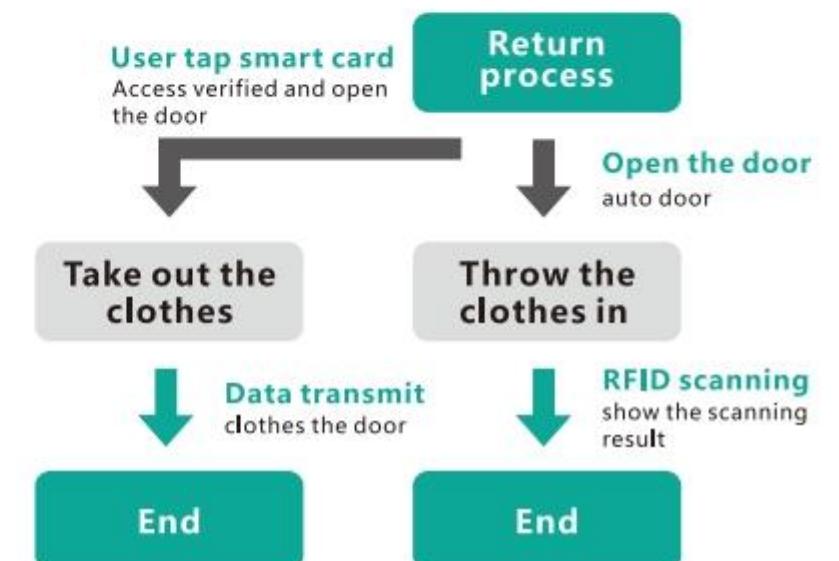 Return
process
User tap smart card
Access verified and open
the door
Open the door
auto door
Take out the
clothes
Throw the
clothes in
Data transmit
clothes the door
RFID scanning
show the scanning
result
End
End